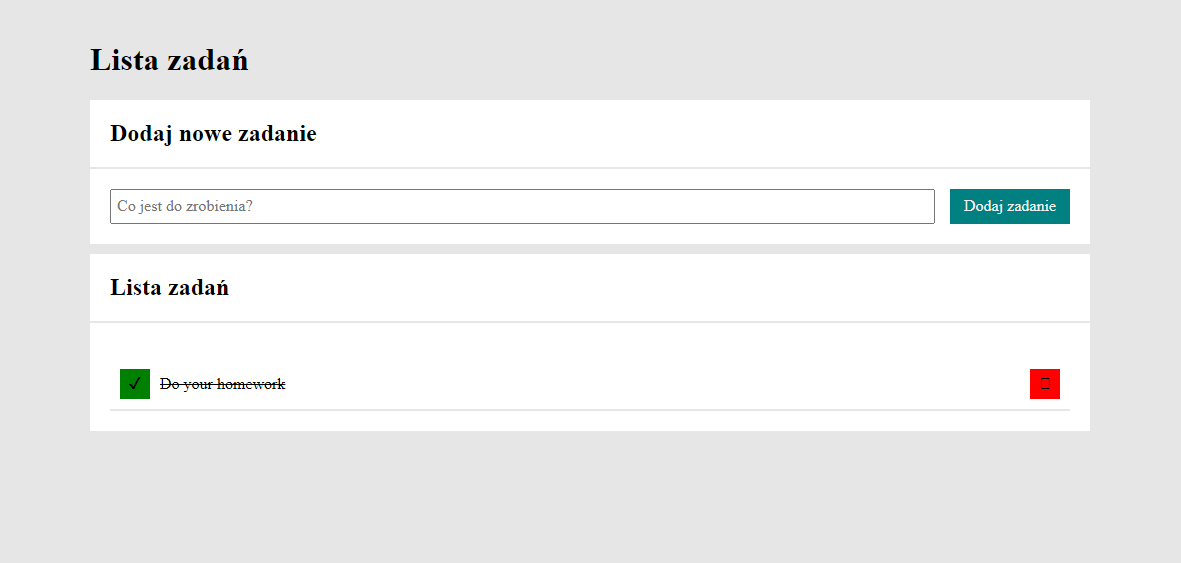 Lista zadań
Dodaj nowe zadanie
Co jest do zrobienia?
Dodaj zadanie
Lista zadań
✓ Do your homework